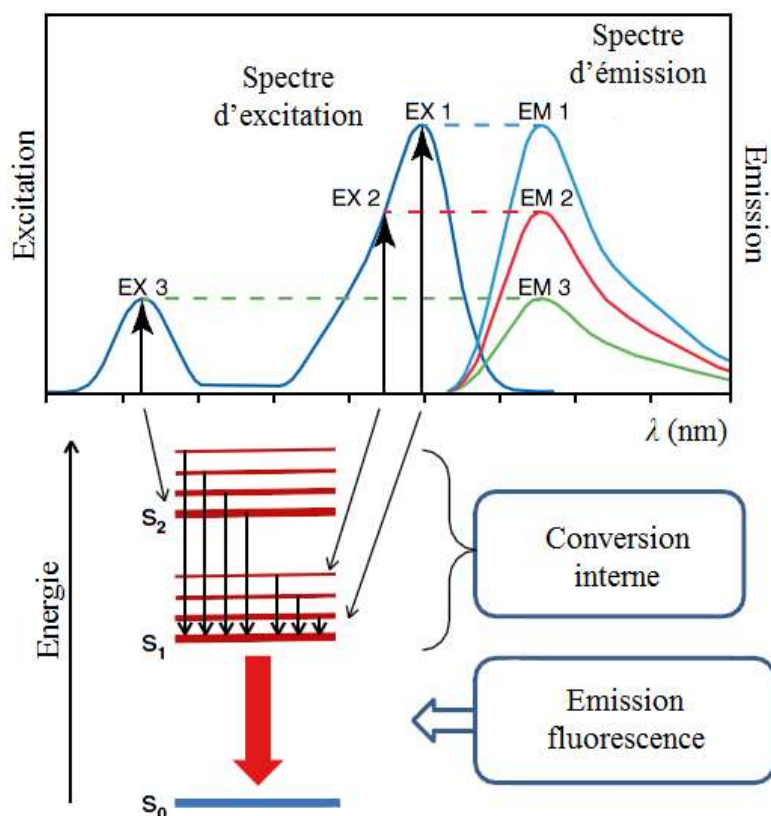 Spectre
d'excitation
Spectre
d'émission
EX 1
EM 1
EX 2
EM 2
EX 3
EM 3
Excitation
Emission
λ (nm)
Energie
S2
S1
S0
Conversion
interne
Emission
fluorescence